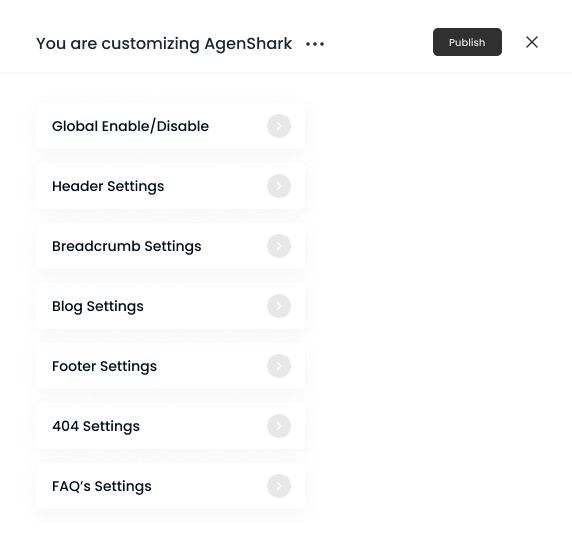 You are customizing AgenShark
Publish
Global Enable/Disable
Header Settings
Breadcrumb Settings
Blog Settings
Footer Settings
404 Settings
FAQ’s Settings